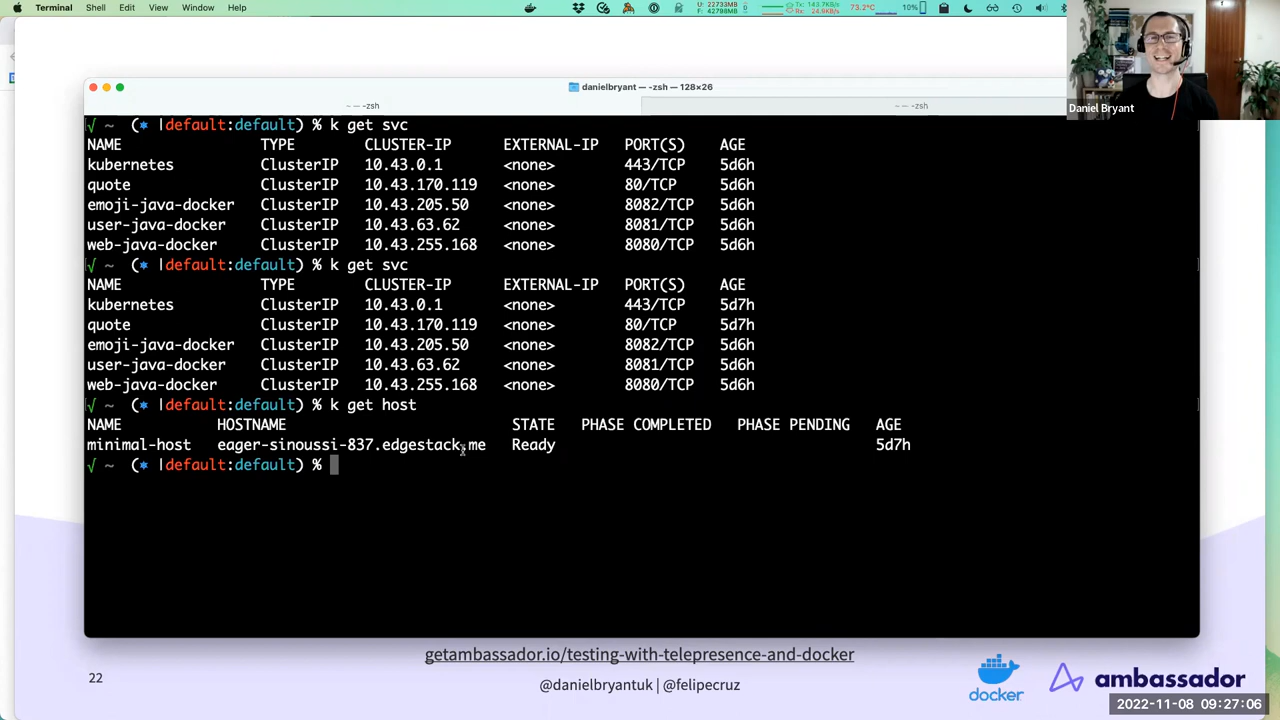 Terminal Shell Edit View
22733MB
42798MB
73.2°C
danielbryant — -zsh — 128×26
~ — -zsh
~ — -zsh
Daniel Bryant
√ ~ (⎈ |default:default) % k get svc
NAME TYPE CLUSTER-IP EXTERNAL-IP PORT(S) AGE
kubernetes ClusterIP 10.43.0.1 <none> 443/TCP 5d6h
quote ClusterIP 10.43.170.119 <none> 80/TCP 5d6h
emoji-java-docker ClusterIP 10.43.205.50 <none> 8082/TCP 5d6h
user-java-docker ClusterIP 10.43.63.62 <none> 8081/TCP 5d6h
web-java-docker ClusterIP 10.43.255.168 <none> 8080/TCP 5d6h
√ ~ (⎈ |default:default) % k get svc
NAME TYPE CLUSTER-IP EXTERNAL-IP PORT(S) AGE
kubernetes ClusterIP 10.43.0.1 <none> 443/TCP 5d7h
quote ClusterIP 10.43.170.119 <none> 80/TCP 5d7h
emoji-java-docker ClusterIP 10.43.205.50 <none> 8082/TCP 5d6h
user-java-docker ClusterIP 10.43.63.62 <none> 8081/TCP 5d6h
web-java-docker ClusterIP 10.43.255.168 <none> 8080/TCP 5d6h
√ ~ (⎈ |default:default) % k get host
NAME HOSTNAME STATE PHASE COMPLETED PHASE PENDING AGE
minimal-host eager-sinoussi-837.edgestack.me Ready 5d7h
√ ~ (⎈ |default:default) %
getambassador.io/testing-with-telepresence-and-docker
22
@danielbryantuk | @felipecruz
docker
ambassador
2022-11-08 09:27:06